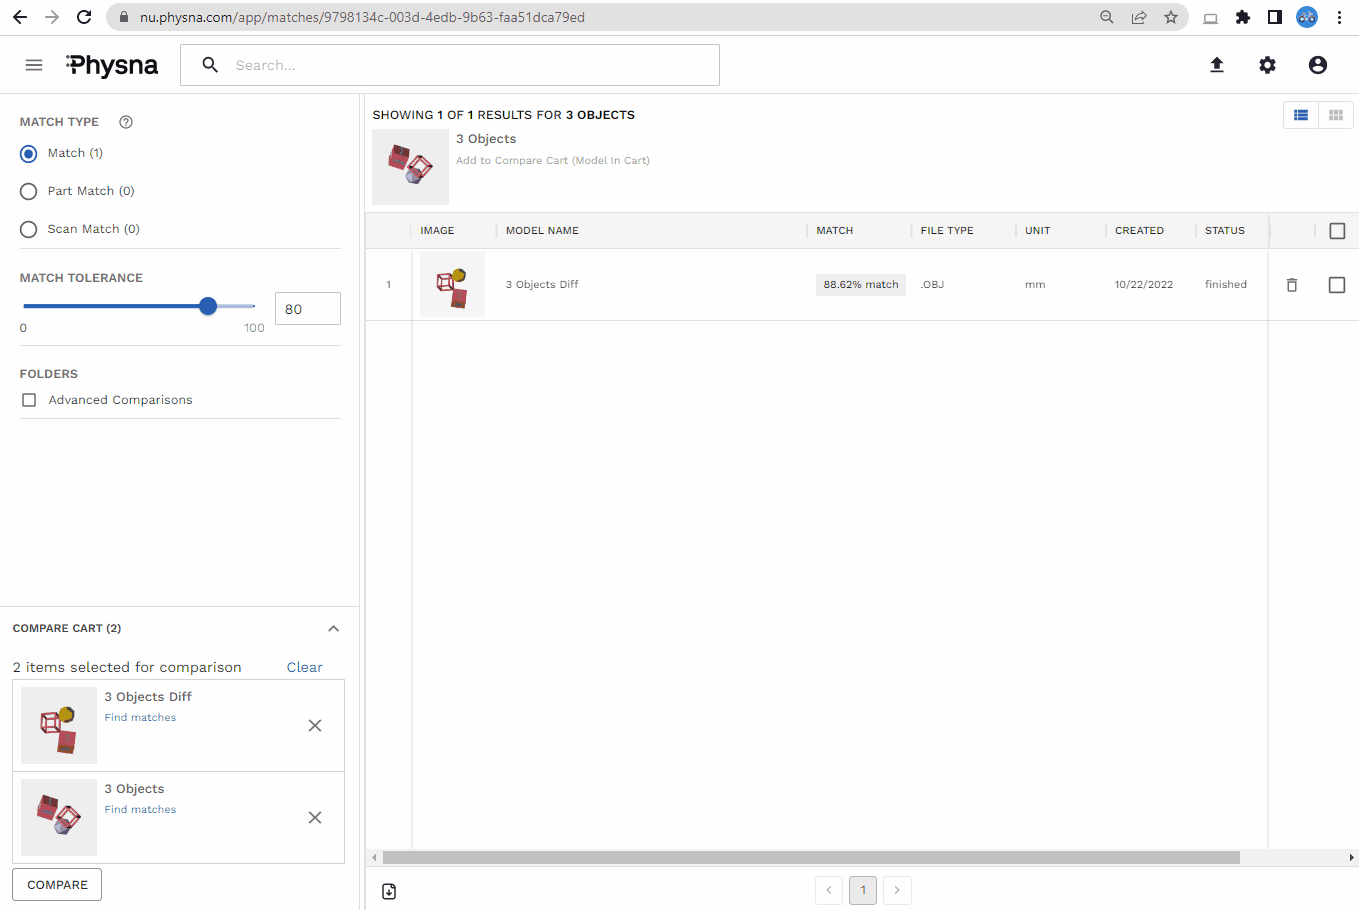 nu.physna.com/app/matches/9798134c-003d-4edb-9b63-faa51dca79ed
Physna
Search...
MATCH TYPE
Match (1)
Part Match (0)
Scan Match (0)
MATCH TOLERANCE
80
0 100
FOLDERS
Advanced Comparisons
COMPARE CART (2)
2 items selected for comparison Clear
3 Objects Diff
Find matches
3 Objects
Find matches
COMPARE
SHOWING 1 OF 1 RESULTS FOR 3 OBJECTS
3 Objects
Add to Compare Cart (Model In Cart)
IMAGE MODEL NAME MATCH FILE TYPE UNIT CREATED STATUS
1 3 Objects Diff 88.62% match .OBJ mm 10/22/2022 finished
1